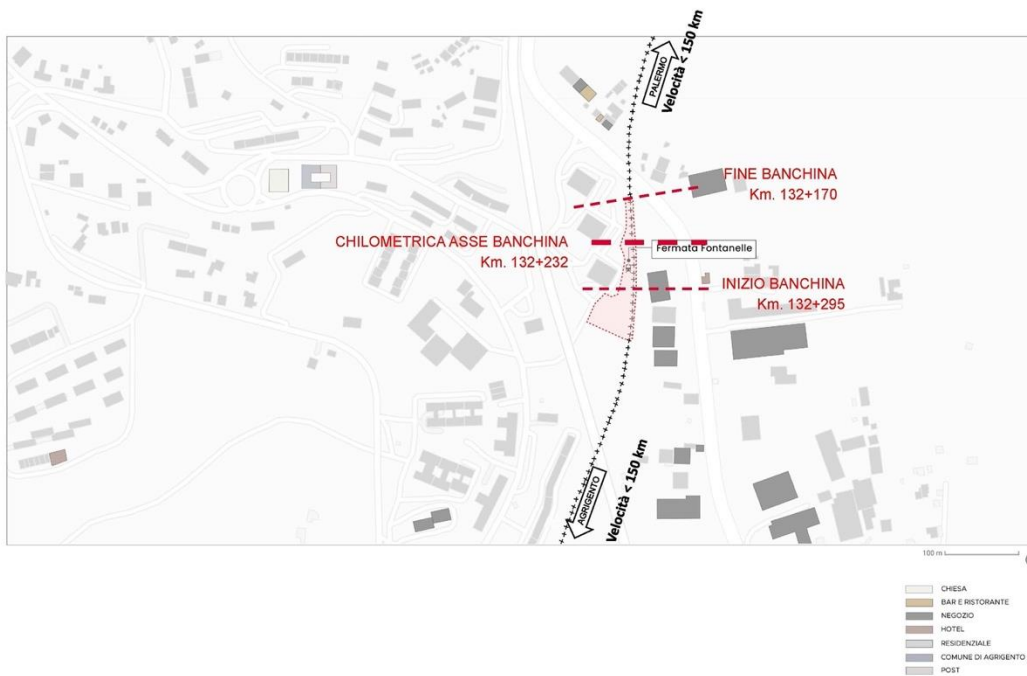 PALERMO
Velocità < 150 km
FINE BANCHINA
Km. 132+170
CHILOMETRICA ASSE BANCHINA
Km. 132+232
Fermata Fontanelle
INIZIO BANCHINA
Km. 132+295
AGRIGENTO
Velocità < 150 km
100 m
CHIESA
BAR E RISTORANTE
NEGOZIO
HOTEL
RESIDENZIALE
COMUNE DI AGRIGENTO
POST